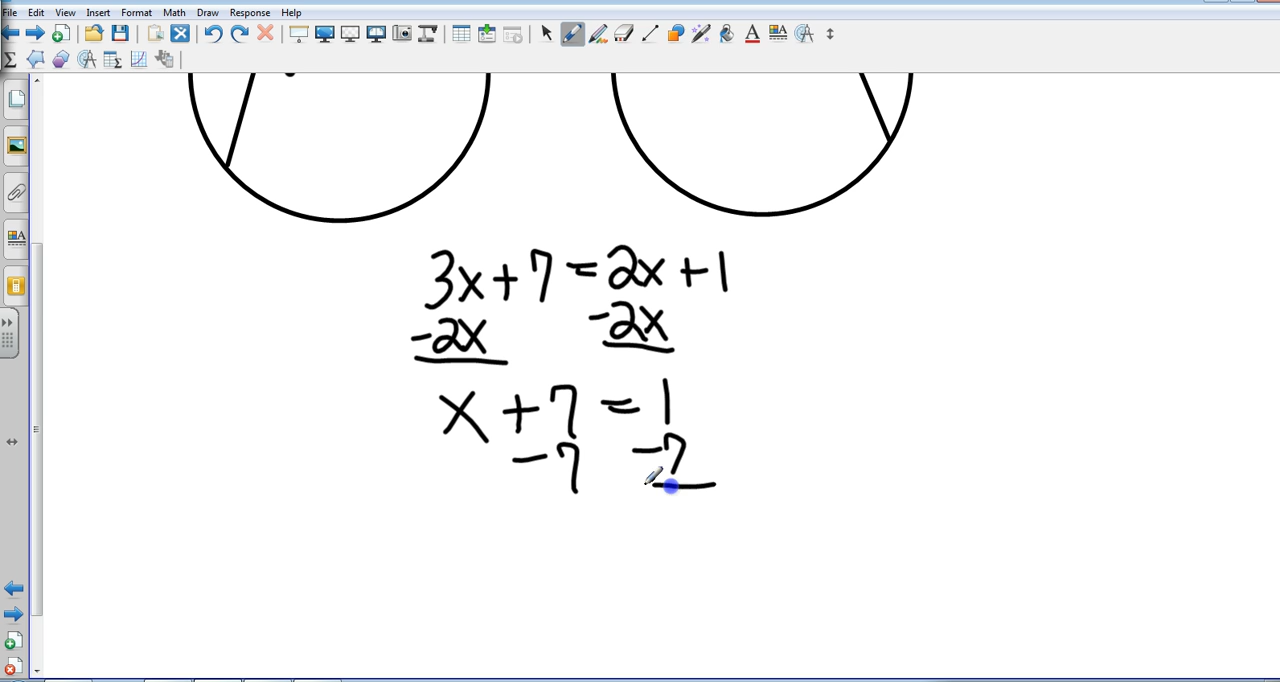 File Edit View Insert Format Math Draw Response Help
3x+7=2x+1
-2x -2x
x+7=1
-7 -7